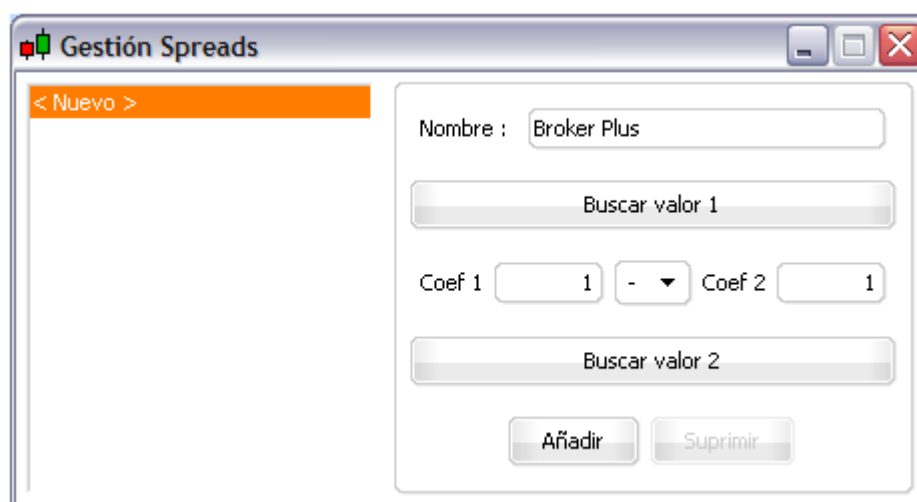 Gestión Spreads
< Nuevo >
Nombre : Broker Plus
Buscar valor 1
Coef 1 1 - Coef 2 1
Buscar valor 2
Añadir Suprimir